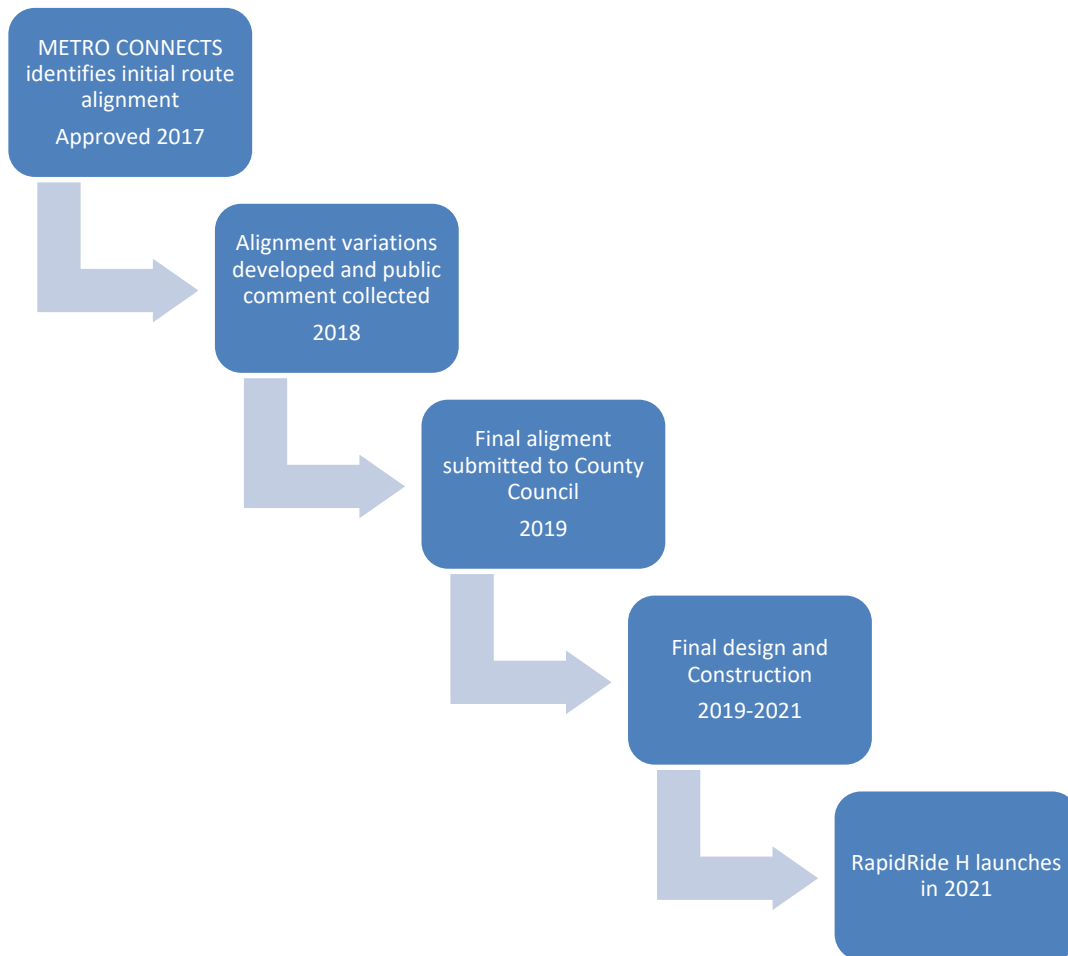 METRO CONNECTS
identifies initial route
alignment
Approved 2017
Alignment variations
developed and public
comment collected
2018
Final aligment
submitted to County
Council
2019
Final design and
Construction
2019-2021
RapidRide H launches
in 2021